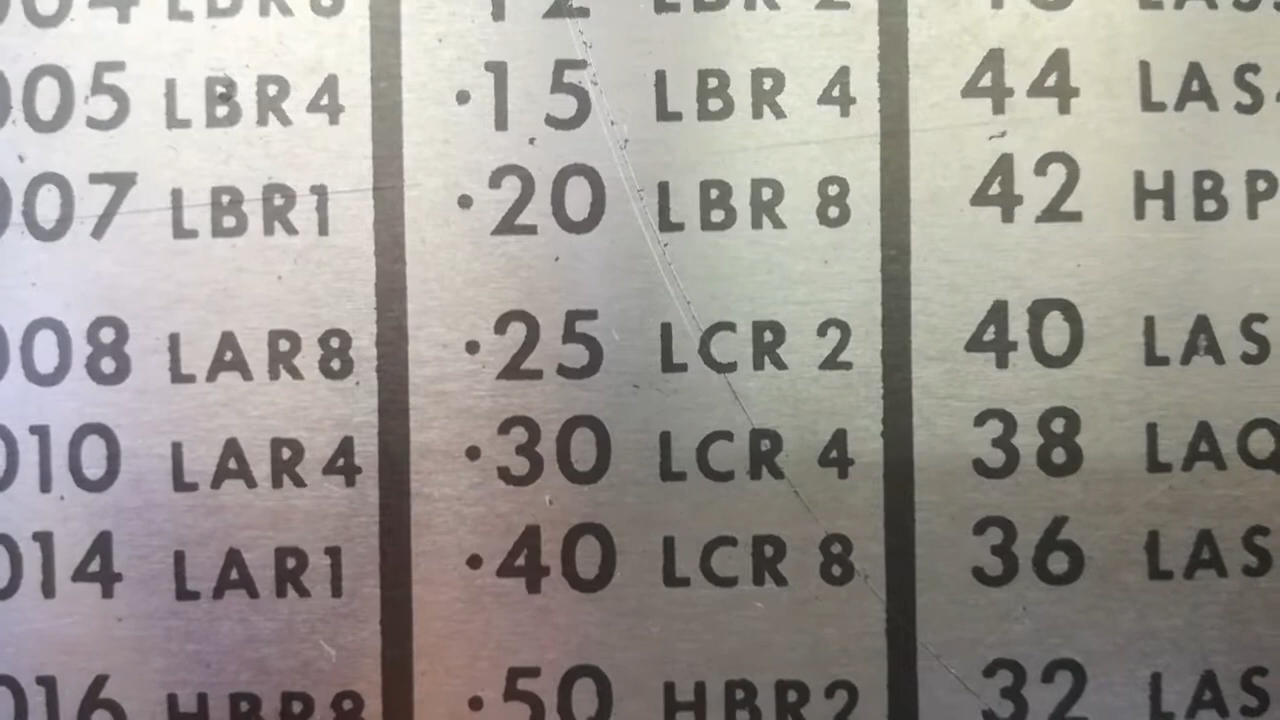 005 LBR4 ·15 LBR 4 44 LAS
007 LBR1 ·20 LBR 8 42 HBP
008 LAR8 ·25 LCR 2 40 LAS
010 LAR4 ·30 LCR 4 38 LAQ
014 LAR1 ·40 LCR 8 36 LAS
016 HBR8 ·50 HBR2 32 LAS